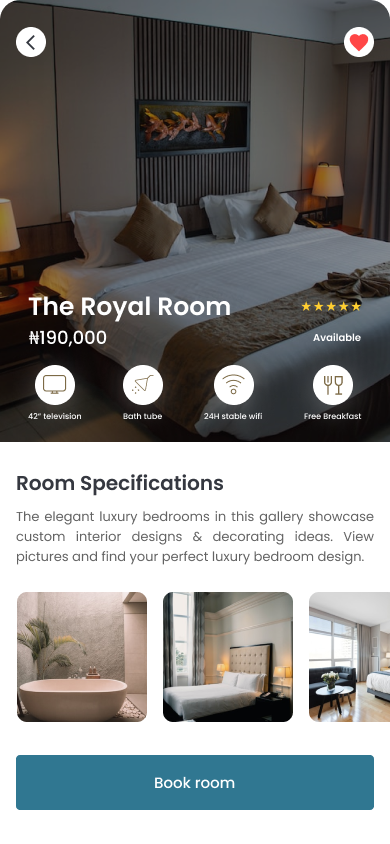 The Royal Room
★★★★★
₦190,000
Available
42" television
Bath tube
24H stable wifi
Free Breakfast
Room Specifications
The elegant luxury bedrooms in this gallery showcase
custom interior designs & decorating ideas. View
pictures and find your perfect luxury bedroom design.
Book room